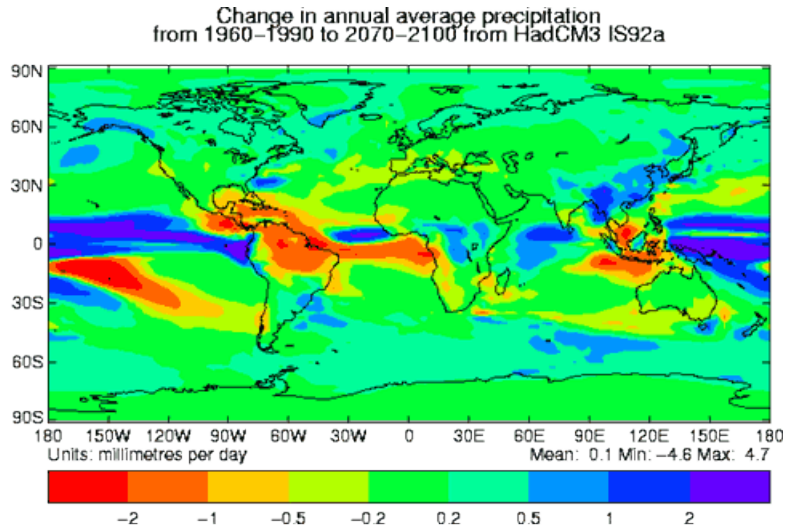 Change in annual average precipitation
from 1960–1990 to 2070–2100 from HadCM3 IS92a
90N
60N
30N
0
30S
60S
90S
180 150W 120W 90W 60W 30W 0 30E 60E 90E 120E 150E 180
Units: millimetres per day Mean: 0.1 Min: −4.6 Max: 4.7
−2 −1 −0.5 −0.2 0.2 0.5 1 2